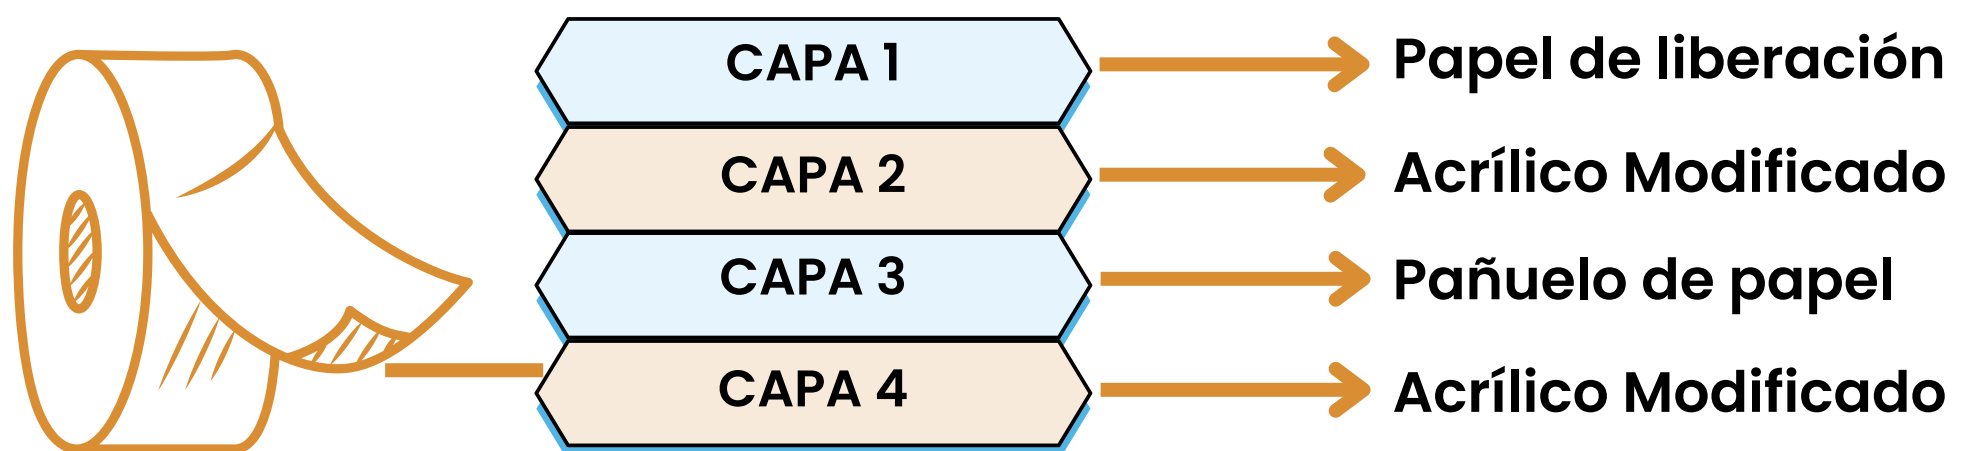 CAPA 1
Papel de liberación
CAPA 2
Acrílico Modificado
CAPA 3
Pañuelo de papel
CAPA 4
Acrílico Modificado